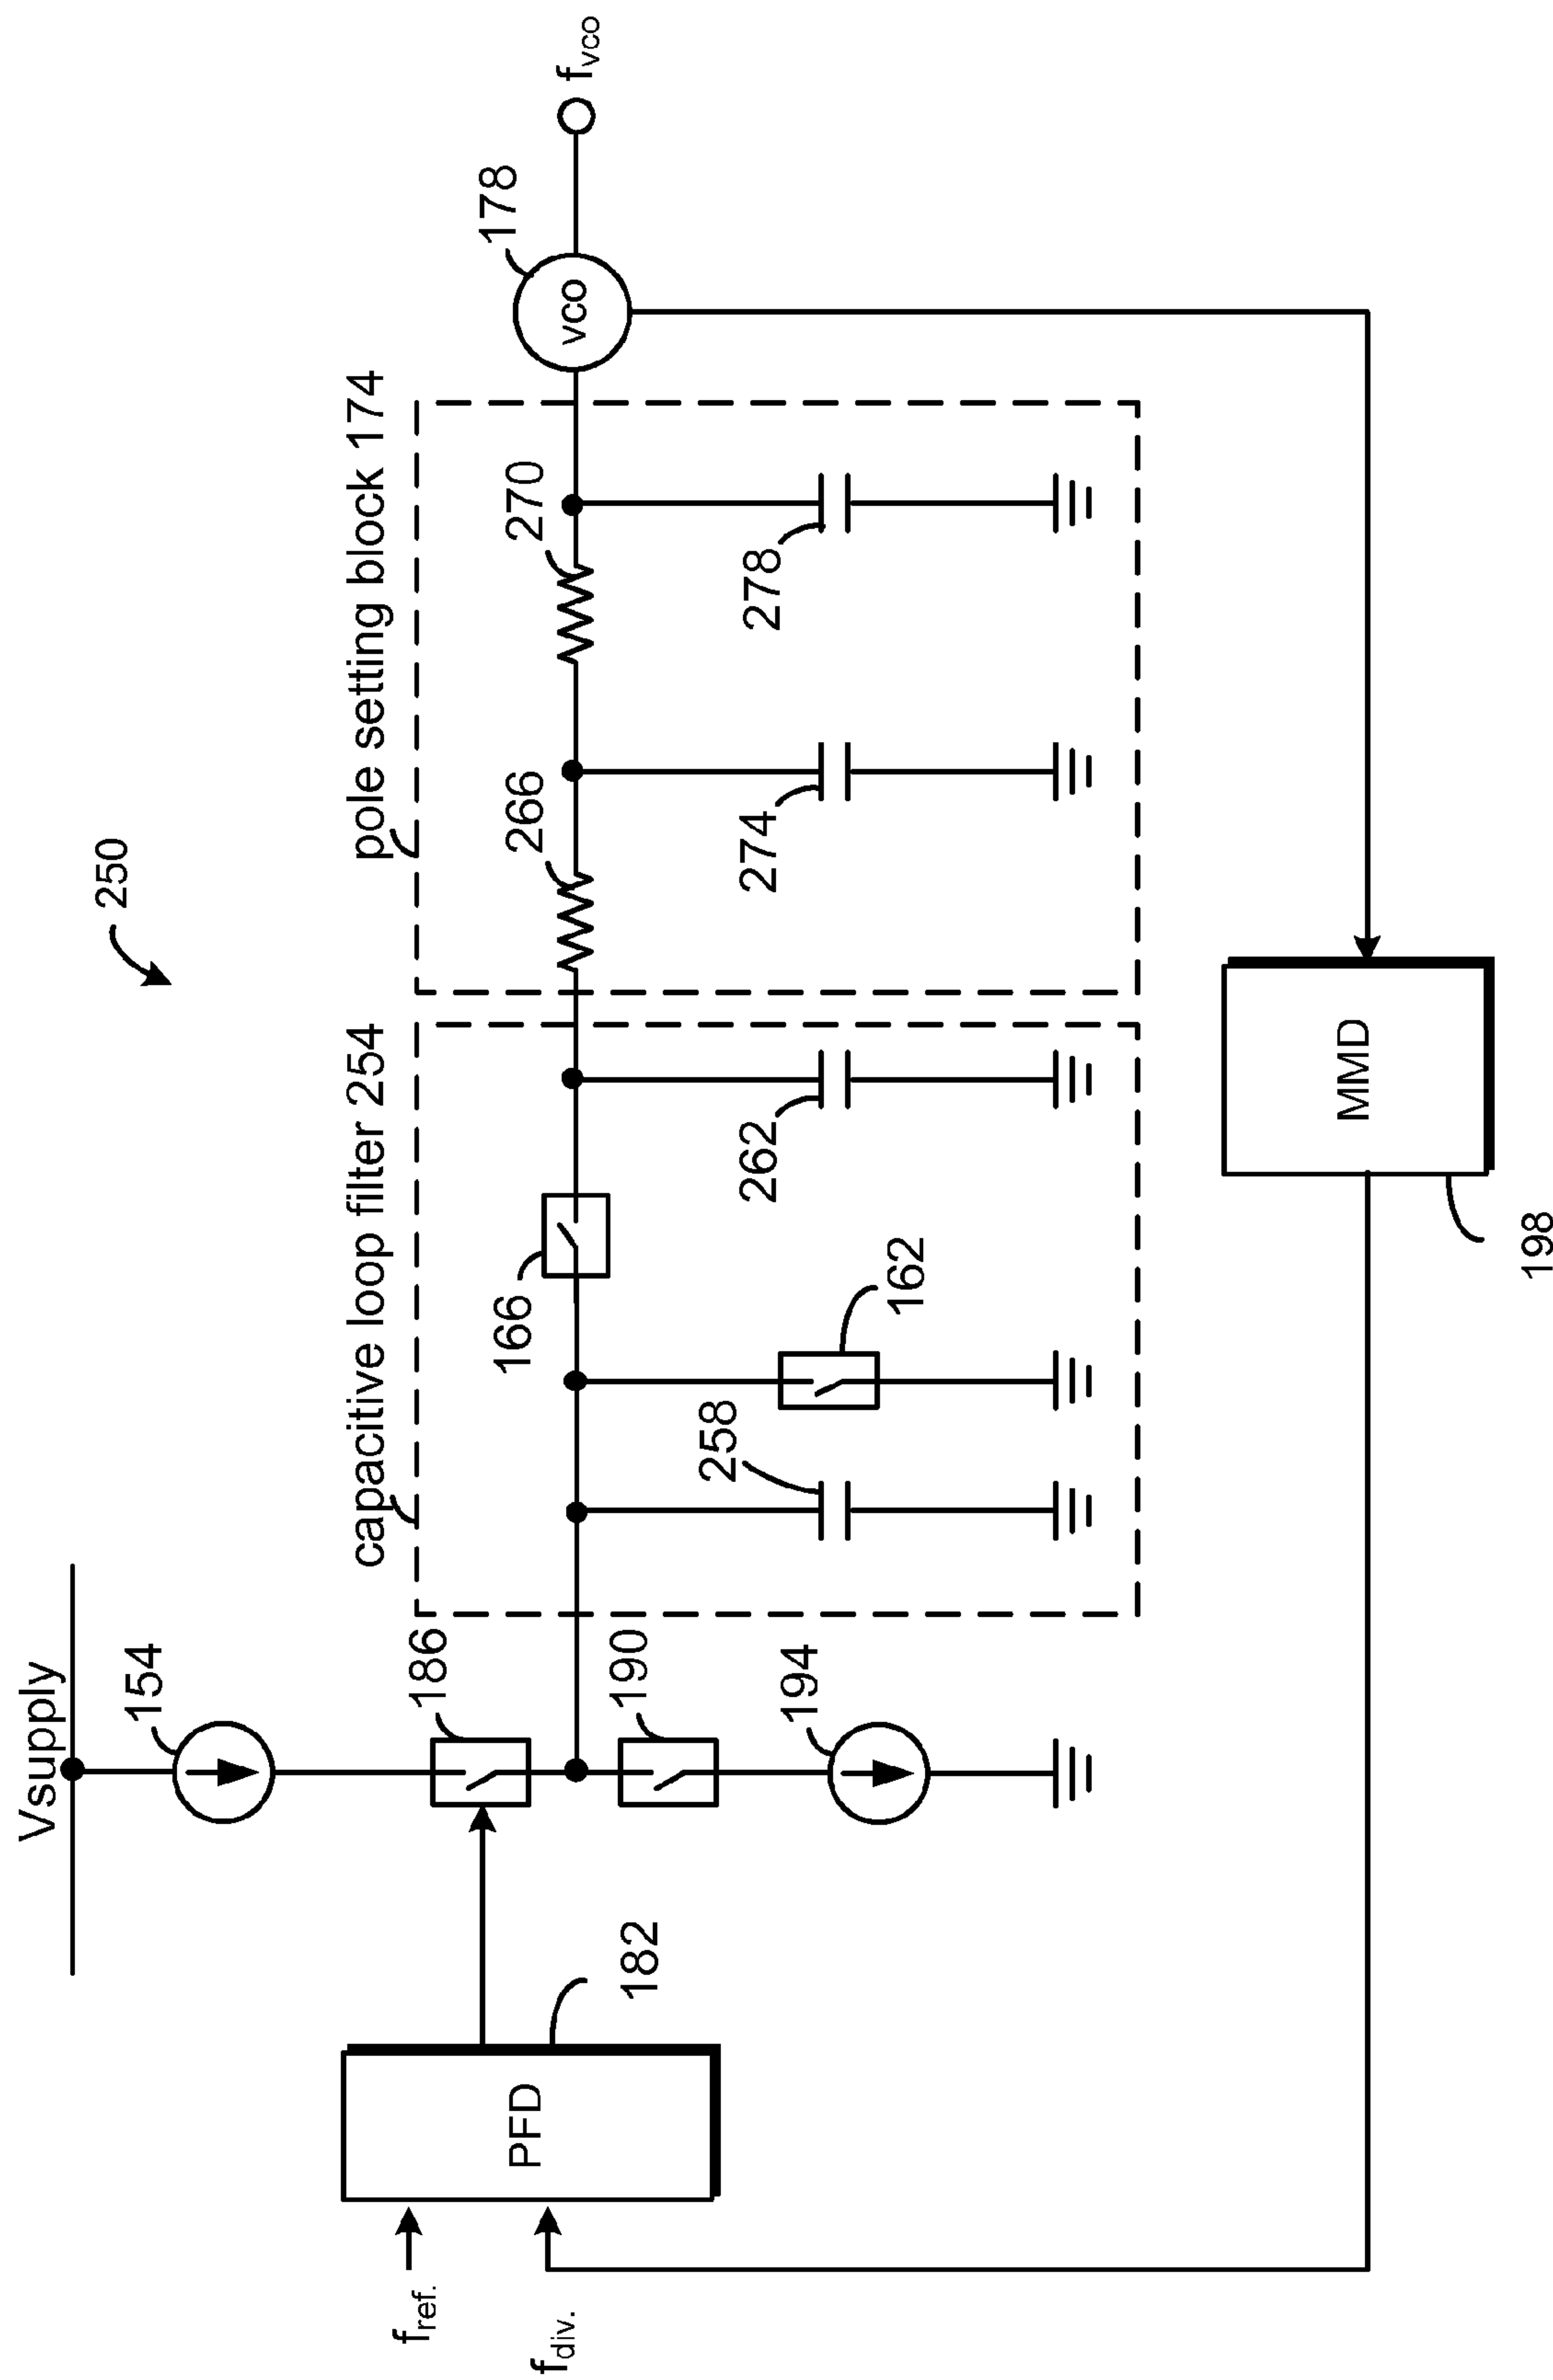 250
Vsupply
154
capacitive loop filter 254
pole setting block 174
186
166
266
270
178
vco
fvco
190
258
162
262
274
278
194
PFD
182
fref.
fdiv.
MMD
198